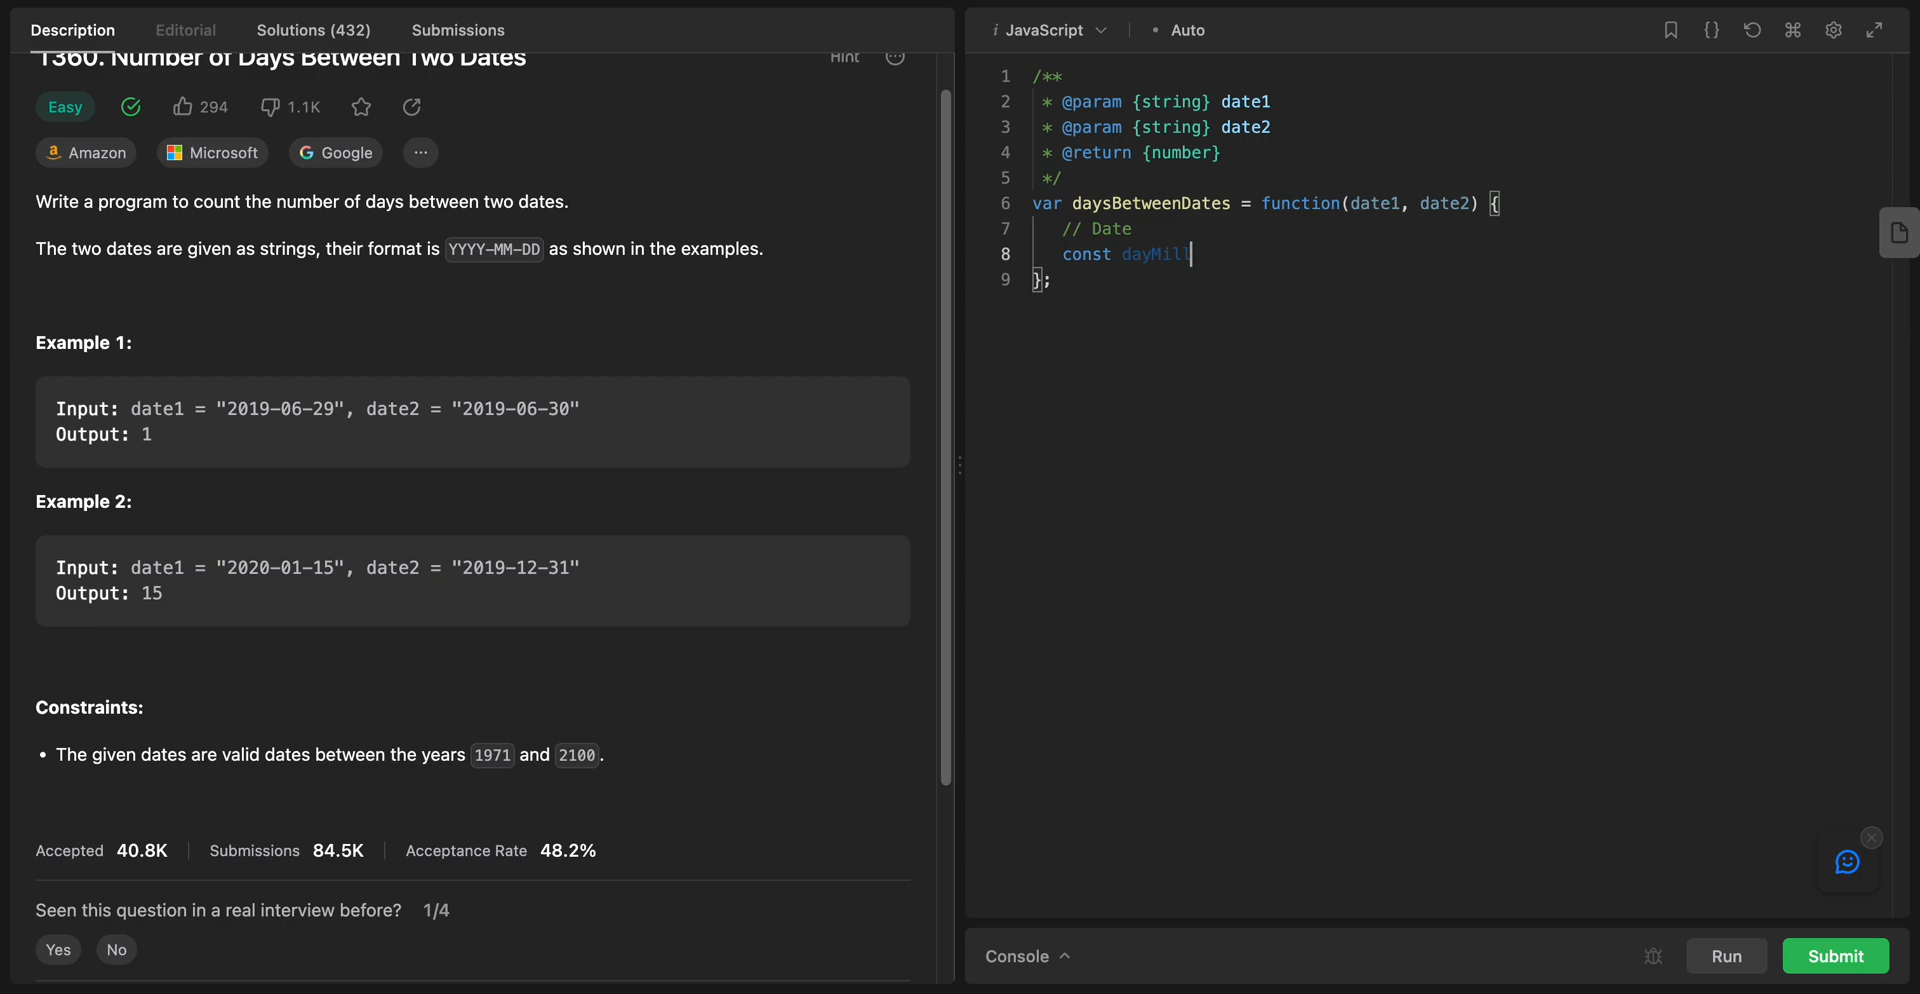 Description Editorial Solutions (432) Submissions
1360. Number of Days Between Two Dates Hint
Easy 294 1.1K
Amazon Microsoft Google
Write a program to count the number of days between two dates.
The two dates are given as strings, their format is YYYY-MM-DD as shown in the examples.
Example 1:
Input: date1 = "2019-06-29", date2 = "2019-06-30"
Output: 1
Example 2:
Input: date1 = "2020-01-15", date2 = "2019-12-31"
Output: 15
Constraints:
• The given dates are valid dates between the years 1971 and 2100.
Accepted 40.8K Submissions 84.5K Acceptance Rate 48.2%
Seen this question in a real interview before? 1/4
Yes No
i JavaScript • Auto
1 /**
2 * @param {string} date1
3 * @param {string} date2
4 * @return {number}
5 */
6 var daysBetweenDates = function(date1, date2) {
7 // Date
8 const dayMill
9 };
Console Run Submit